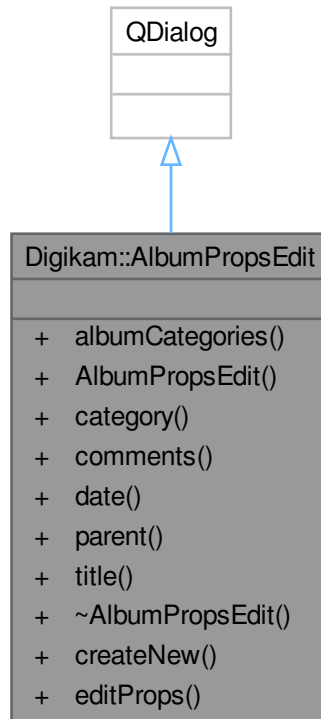 QDialog
Digikam::AlbumPropsEdit
+ albumCategories()
+ AlbumPropsEdit()
+ category()
+ comments()
+ date()
+ parent()
+ title()
+ ~AlbumPropsEdit()
+ createNew()
+ editProps()